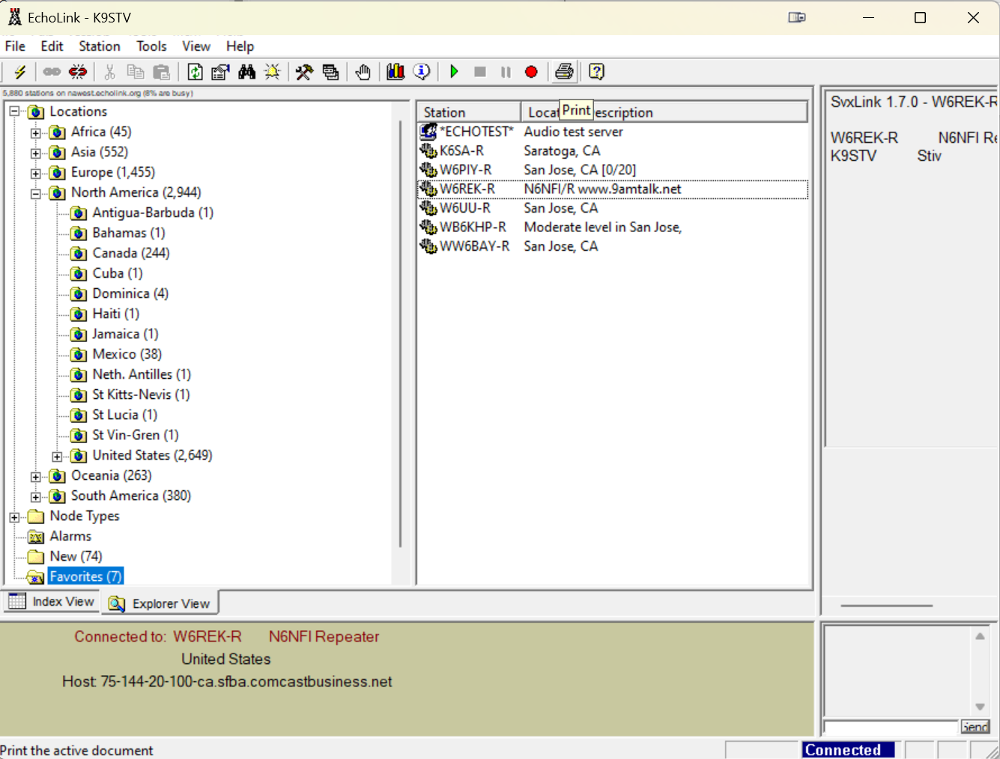 EchoLink - K9STV
File Edit Station Tools View Help
5,880 stations on nawest.echolink.org (8% are busy)
Locations
Africa (45)
Asia (552)
Europe (1,455)
North America (2,944)
Antigua-Barbuda (1)
Bahamas (1)
Canada (244)
Cuba (1)
Dominica (4)
Haiti (1)
Jamaica (1)
Mexico (38)
Neth. Antilles (1)
St Kitts-Nevis (1)
St Lucia (1)
St Vin-Gren (1)
United States (2,649)
Oceania (263)
South America (380)
Node Types
Alarms
New (74)
Favorites (7)
Index View Explorer View
Station Locat Print escription
*ECHOTEST* Audio test server
K6SA-R Saratoga, CA
W6PIY-R San Jose, CA [0/20]
W6REK-R N6NFI/R www.9amtalk.net
W6UU-R San Jose, CA
WB6KHP-R Moderate level in San Jose,
WW6BAY-R San Jose, CA
SvxLink 1.7.0 - W6REK-R
W6REK-R N6NFI Re
K9STV Stiv
Connected to: W6REK-R N6NFI Repeater
United States
Host: 75-144-20-100-ca.sfba.comcastbusiness.net
Send
Print the active document
Connected